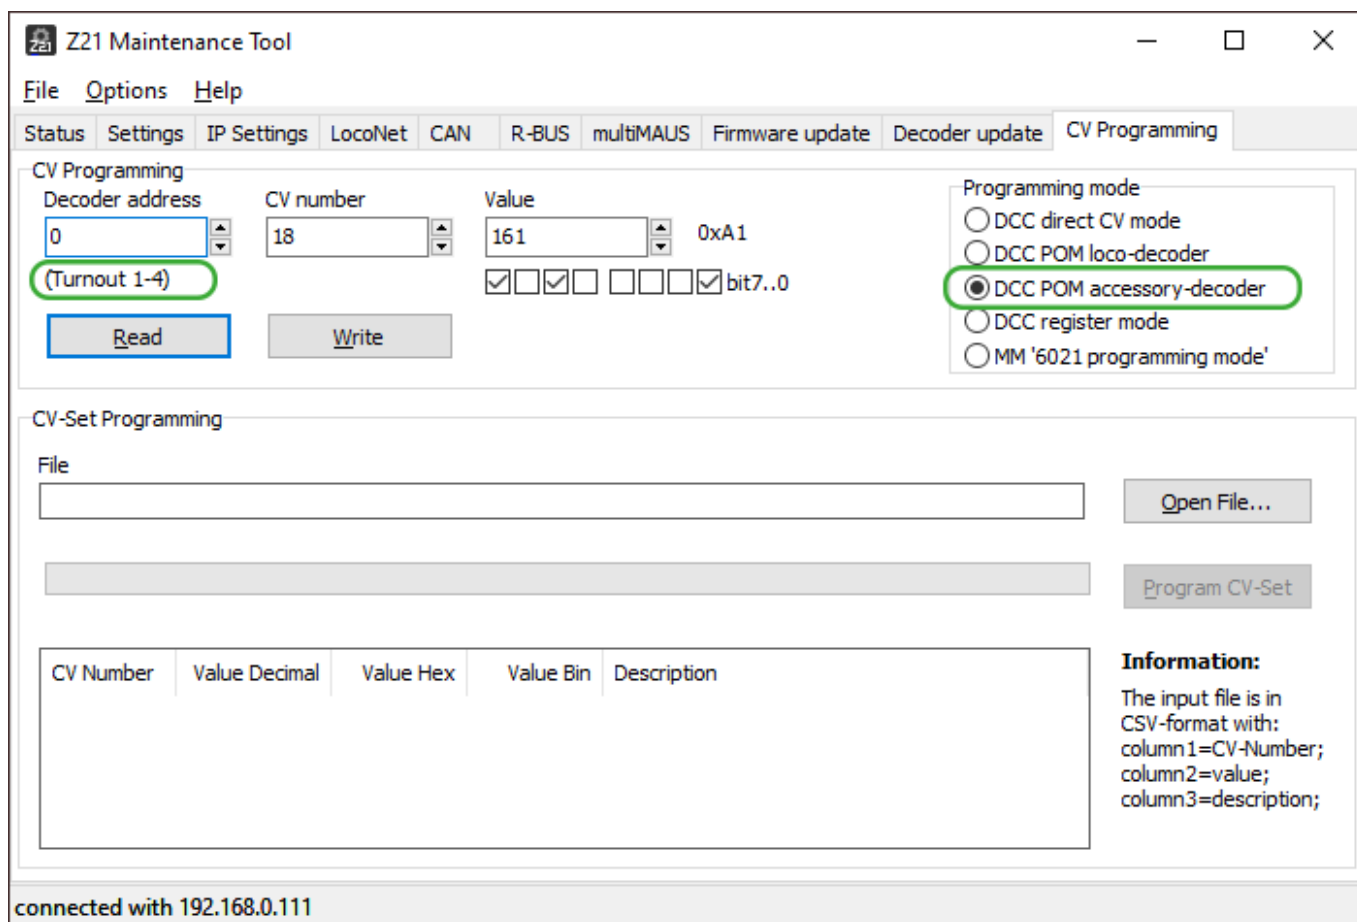 Z21 Maintenance Tool
File Options Help
Status Settings IP Settings LocoNet CAN R-BUS multiMAUS Firmware update Decoder update CV Programming
CV Programming
Decoder address CV number Value
0 18 161 0xA1
(Turnout 1-4)
bit7..0
Read Write
Programming mode
DCC direct CV mode
DCC POM loco-decoder
DCC POM accessory-decoder
DCC register mode
MM '6021 programming mode'
CV-Set Programming
File
Open File...
Program CV-Set
CV Number Value Decimal Value Hex Value Bin Description
Information:
The input file is in
CSV-format with:
column1=CV-Number;
column2=value;
column3=description;
connected with 192.168.0.111